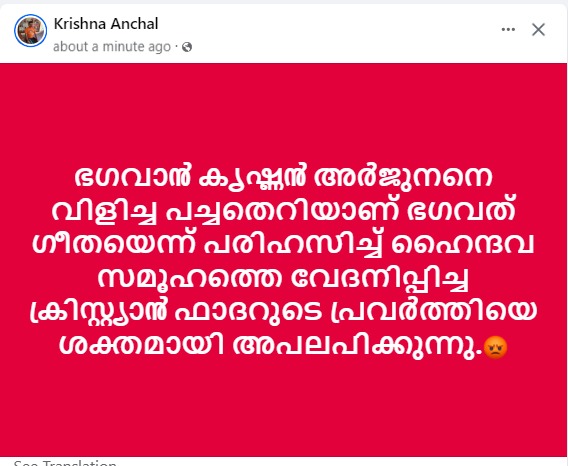 Krishna Anchal
about a minute ago ·
ഭഗവാൻ കൃഷ്ണൻ അർജുനനെ
വിളിച്ച പച്ചതെറിയാണ് ഭഗവത്
ഗീതയെന്ന് പരിഹസിച്ച് ഹൈന്ദവ
സമൂഹത്തെ വേദനിപ്പിച്ച
ക്രിസ്റ്റ്യാൻ ഫാദറുടെ പ്രവർത്തിയെ
ശക്തമായി അപലപിക്കുന്നു.😡
See Translation